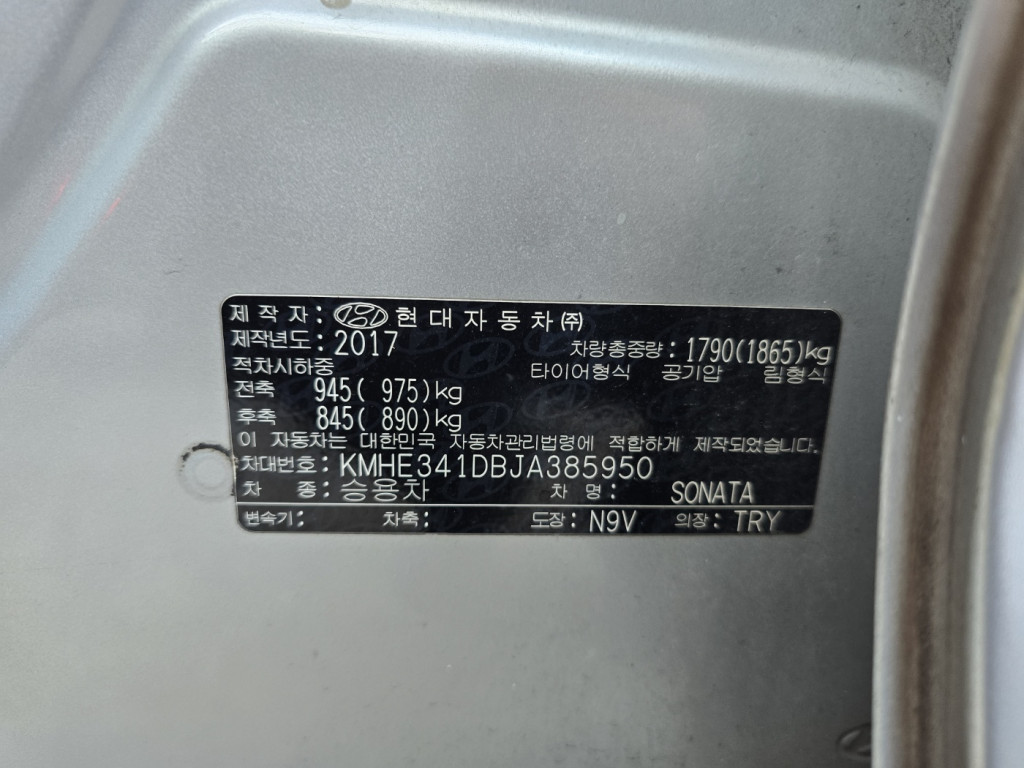 제 작 자: 현대자동차㈜
제작년도: 2017 차량총중량: 1790(1865)kg
적차시하중 타이어형식 공기압 림형식
전축 945( 975)kg
후축 845( 890)kg
이 자동차는 대한민국 자동차관리법령에 적합하게 제작되었습니다.
차대번호: KMHE341DBJA385950
차 종: 승용차 차 명: SONATA
변속기: 차축: 도장: N9V 의장: TRY